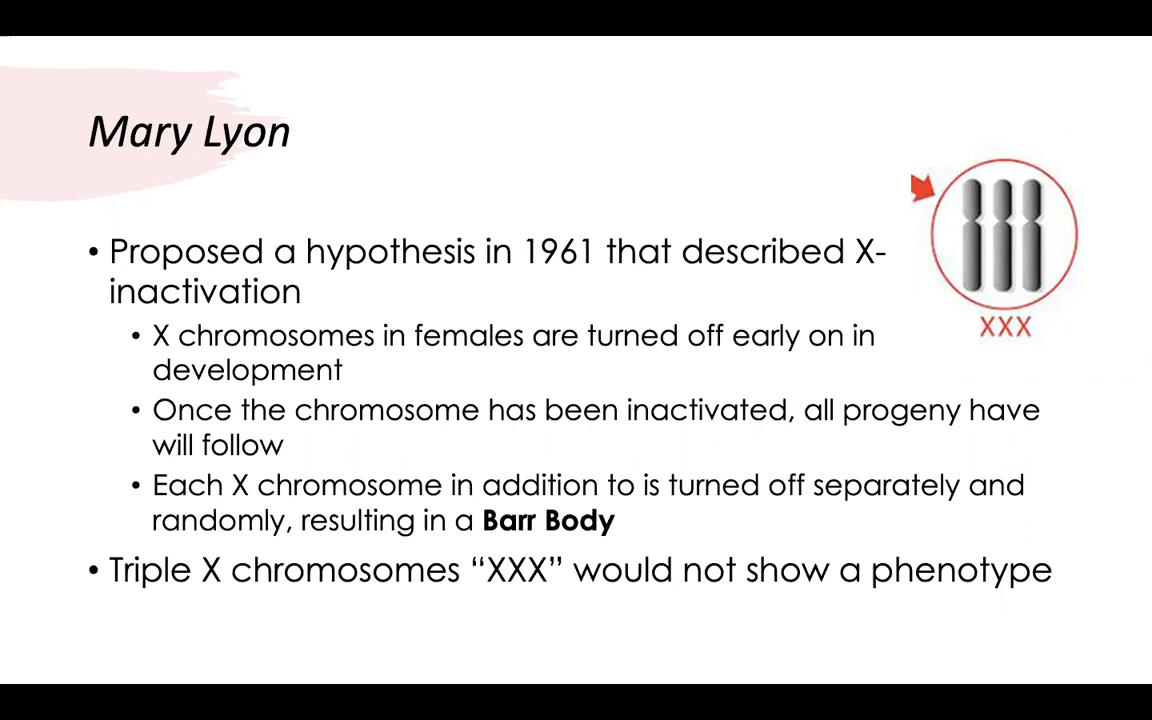 Mary Lyon
• Proposed a hypothesis in 1961 that described X-
inactivation
• X chromosomes in females are turned off early on in
development
• Once the chromosome has been inactivated, all progeny have
will follow
• Each X chromosome in addition to is turned off separately and
randomly, resulting in a Barr Body
• Triple X chromosomes “XXX” would not show a phenotype
XXX